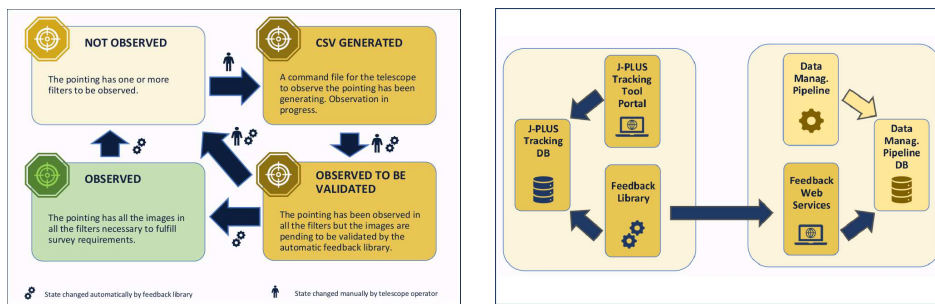 NOT OBSERVED
The pointing has one or more
filters to be observed.
CSV GENERATED
A command file for the telescope
to observe the pointing has been
generating. Observation in
progress.
OBSERVED
The pointing has all the images in
all the filters necessary to fulfill
survey requirements.
OBSERVED TO BE
VALIDATED
The pointing has been observed
in all the filters but the images are
pending to be validated by the
automatic feedback library.
State changed automatically by feedback library
State changed manually by telescope operator
J-PLUS
Tracking
Tool
Portal
J-PLUS
Tracking
DB
Feedback
Library
Data
Manag.
Pipeline
Data
Manag.
Pipeline
DB
Feedback
Web
Services